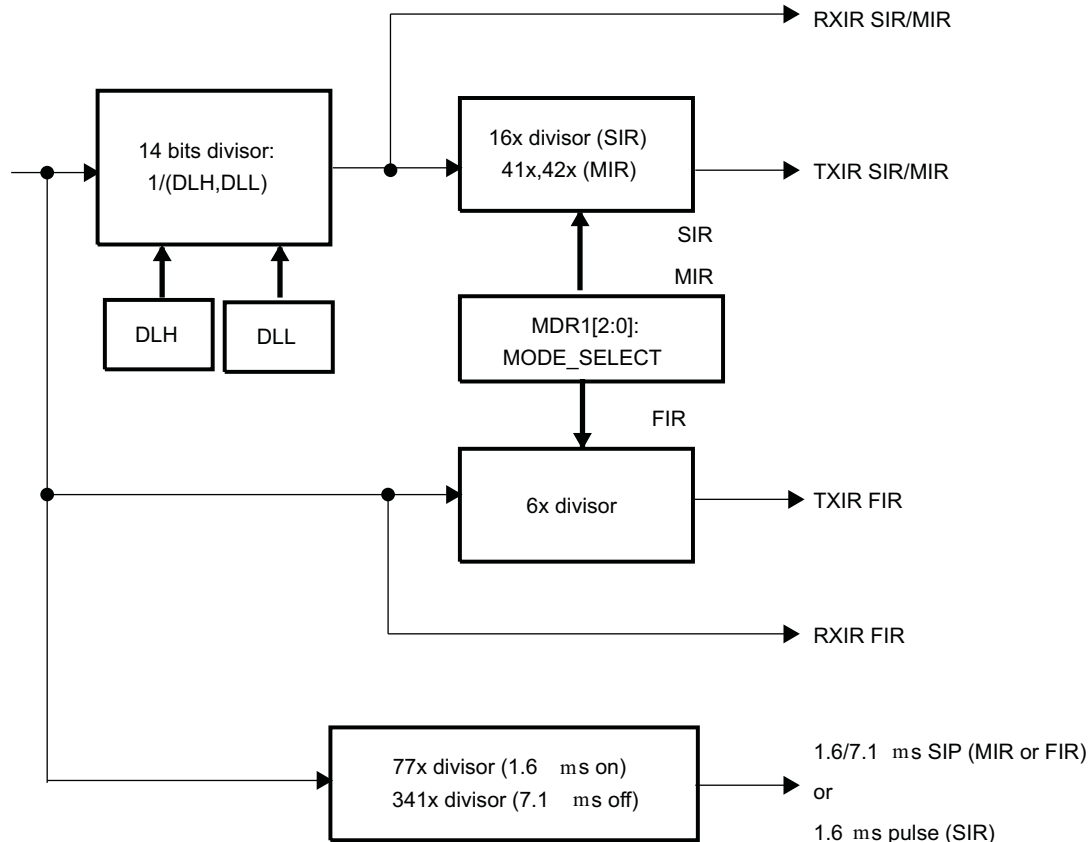 RXIR SIR/MIR
14 bits divisor:
1/(DLH,DLL)
16x divisor (SIR)
41x,42x (MIR)
TXIR SIR/MIR
SIR
MIR
DLH
DLL
MDR1[2:0]:
MODE_SELECT
FIR
6x divisor
TXIR FIR
RXIR FIR
77x divisor (1.6 ms on)
341x divisor (7.1 ms off)
1.6/7.1 ms SIP (MIR or FIR)
or
1.6 ms pulse (SIR)